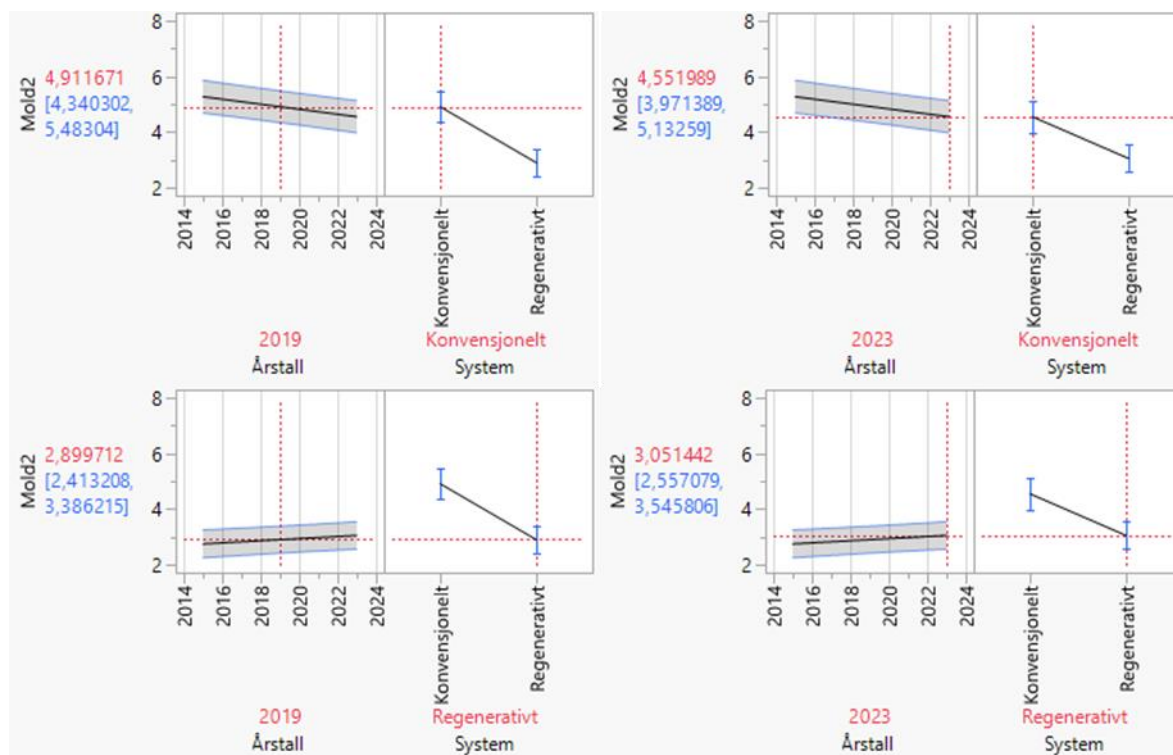 Mold2
4,911671
[4,340302,
5,48304]
8
6
4
2
2014
2016
2018
2020
2022
2024
Konvensjonelt
Regenerativt
2019
Årstall
Konvensjonelt
System
Mold2
4,551989
[3,971389,
5,13259]
8
6
4
2
2014
2016
2018
2020
2022
2024
Konvensjonelt
Regenerativt
2023
Årstall
Konvensjonelt
System
Mold2
2,899712
[2,413208,
3,386215]
8
6
4
2
2014
2016
2018
2020
2022
2024
Konvensjonelt
Regenerativt
2019
Årstall
Regenerativt
System
Mold2
3,051442
[2,557079,
3,545806]
8
6
4
2
2014
2016
2018
2020
2022
2024
Konvensjonelt
Regenerativt
2023
Årstall
Regenerativt
System